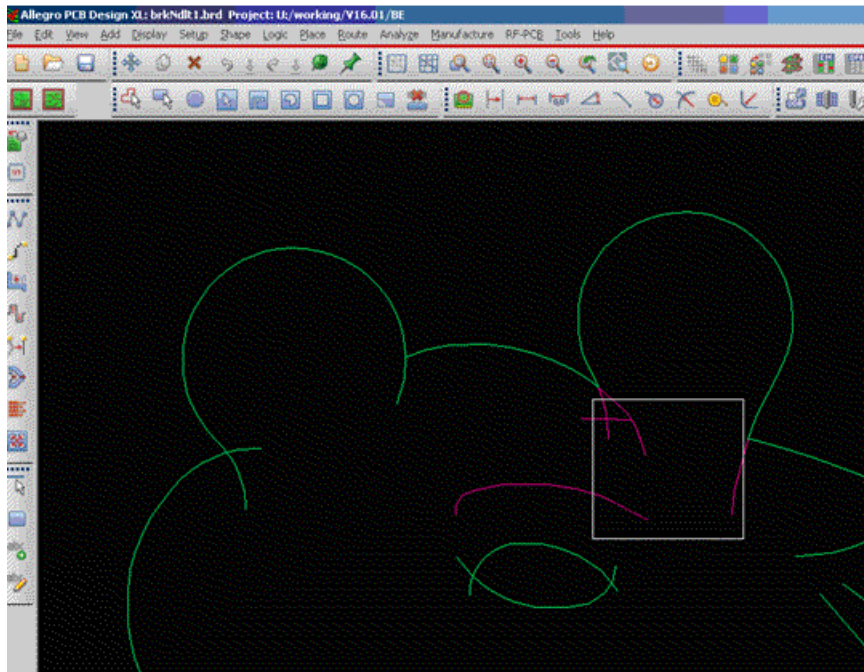 Allegro PCB Design XL: brkNdlt1.brd Project: U:/working/V16.01/BE
File Edit View Add Display Setup Shape Logic Place Route Analyze Manufacture RF-PCB Tools Help